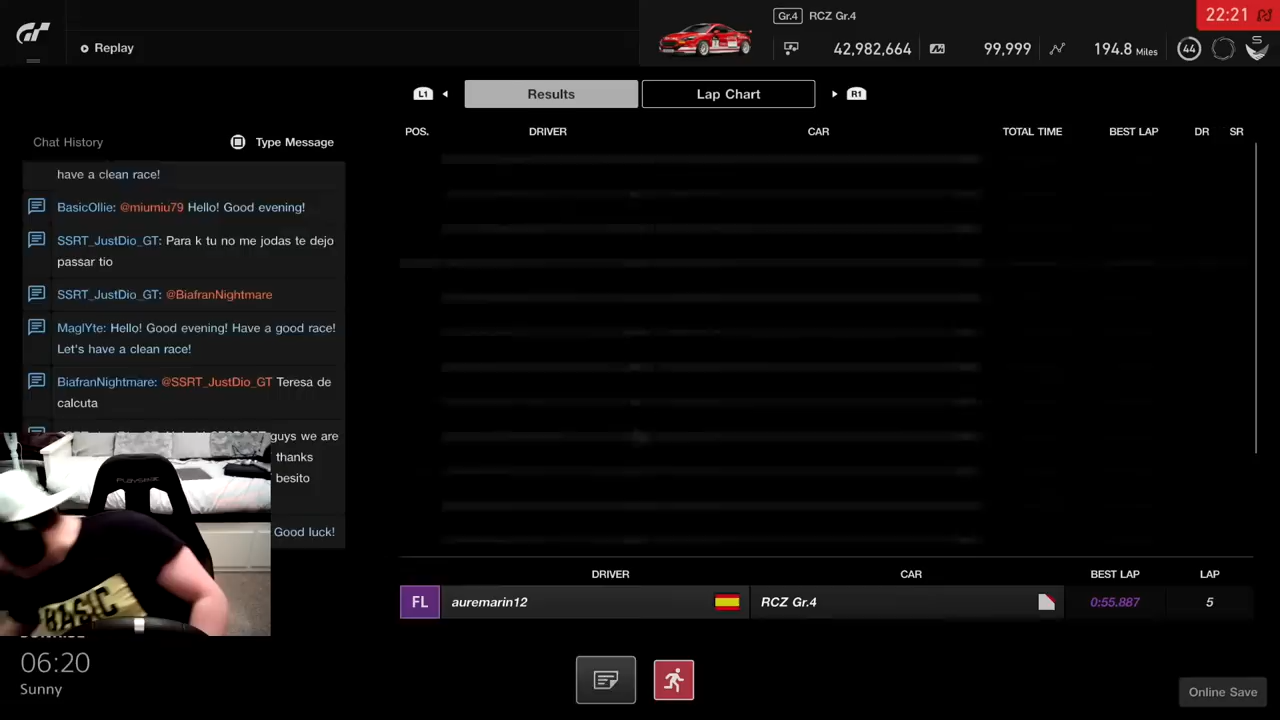 Gr.4 RCZ Gr.4
22:21
Replay
42,982,664
99,999
194.8 Miles
44
S
L1 Results Lap Chart R1
Chat History
Type Message
have a clean race!
BasicOllie: @miumiu79 Hello! Good evening!
SSRT_JustDio_GT: Para k tu no me jodas te dejo
passar tio
SSRT_JustDio_GT: @BiafranNightmare
MaglYte: Hello! Good evening! Have a good race!
Let's have a clean race!
BiafranNightmare: @SSRT_JustDio_GT Teresa de
calcuta
guys we are
thanks
besito
Good luck!
POS. DRIVER CAR TOTAL TIME BEST LAP DR SR
DRIVER CAR BEST LAP LAP
FL auremarin12 RCZ Gr.4 0:55.887 5
PLAYSEAT
BASIC
06:20
Sunny
Online Save